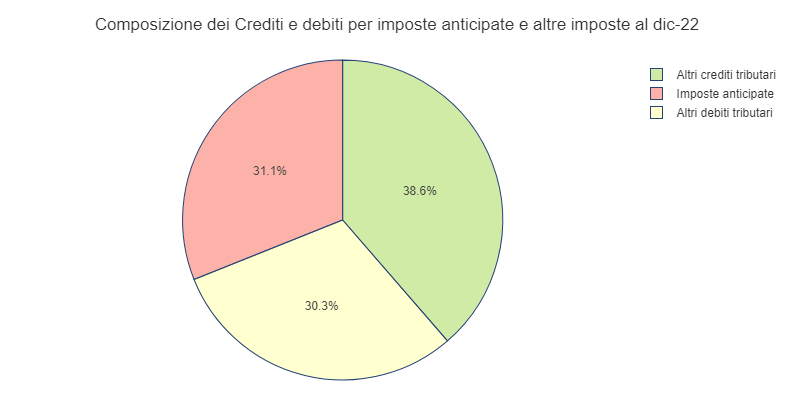 Composizione dei Crediti e debiti per imposte anticipate e altre imposte al dic-22
Altri crediti tributari
Imposte anticipate
Altri debiti tributari
31.1%
38.6%
30.3%